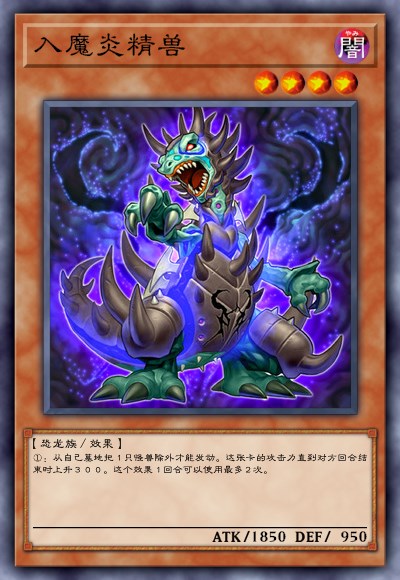 入魔炎精兽
やみ
闇
【恐龙族／效果】
①：从自己墓地把1只怪兽除外才能发动。这张卡的攻击力直到对方回合结
束时上升３００。这个效果1回合可以使用最多2次。
ATK/1850 DEF/ 950